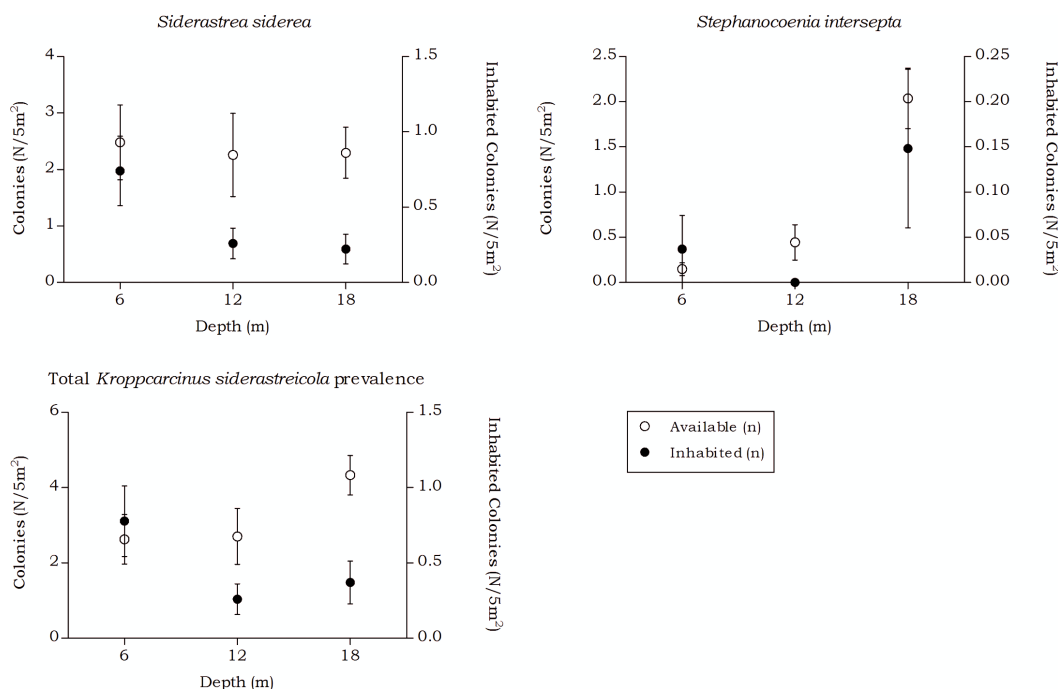 Siderastrea siderea
4
3
2
1
0
Colonies (N/5m²)
1.5
1.0
0.5
0.0
Inhabited Colonies (N/5m²)
6 12 18
Depth (m)
Stephanocoenia intersepta
2.5
2.0
1.5
1.0
0.5
0.0
Colonies (N/5m²)
0.25
0.20
0.15
0.10
0.05
0.00
Inhabited Colonies (N/5m²)
6 12 18
Depth (m)
Total Kroppcarcinus siderastreicola prevalence
6
4
2
0
Colonies (N/5m²)
1.5
1.0
0.5
0.0
Inhabited Colonies (N/5m²)
6 12 18
Depth (m)
Available (n)
Inhabited (n)